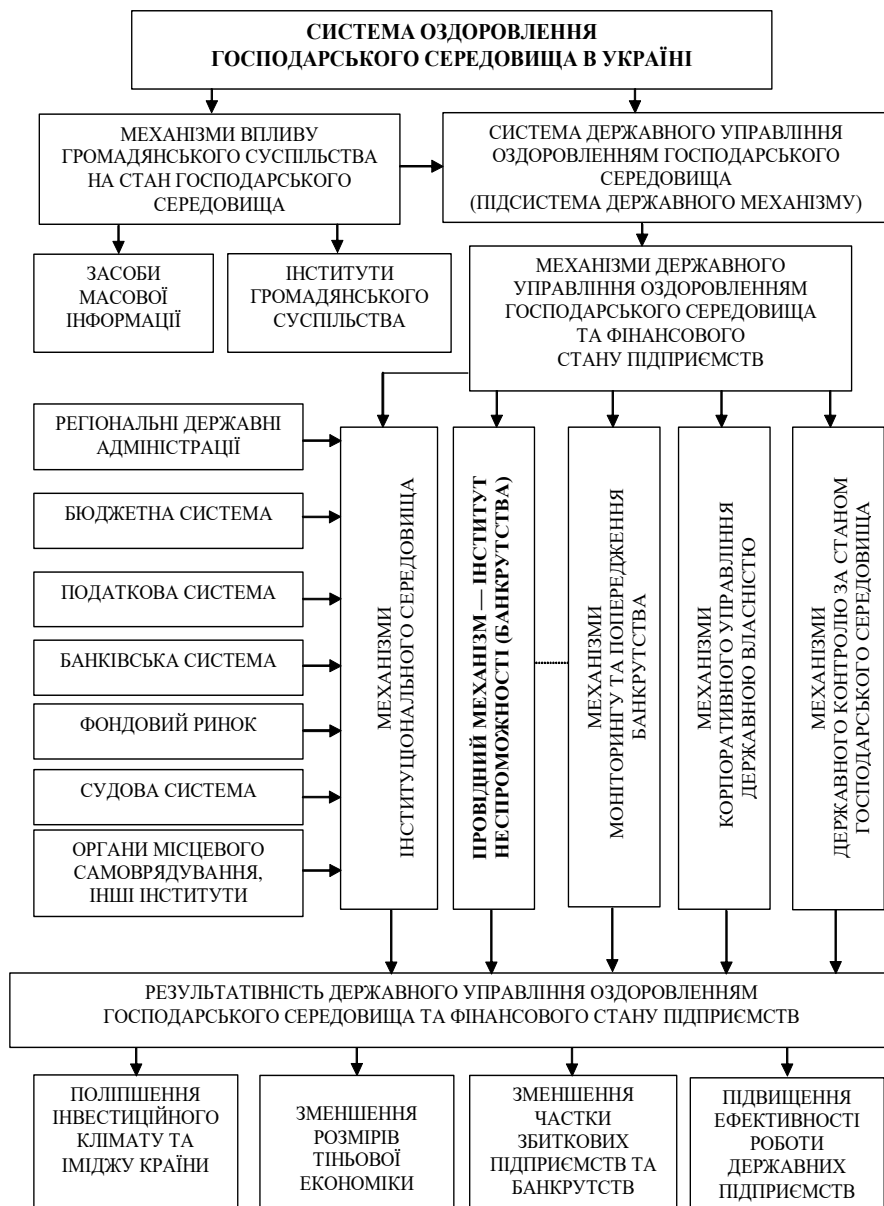 СИСТЕМА ОЗДОРОВЛЕННЯ
ГОСПОДАРСЬКОГО СЕРЕДОВИЩА В УКРАЇНІ
МЕХАНІЗМИ ВПЛИВУ
ГРОМАДЯНСЬКОГО СУСПІЛЬСТВА
НА СТАН ГОСПОДАРСЬКОГО
СЕРЕДОВИЩА
СИСТЕМА ДЕРЖАВНОГО УПРАВЛІННЯ
ОЗДОРОВЛЕННЯМ ГОСПОДАРСЬКОГО
СЕРЕДОВИЩА
(ПІДСИСТЕМА ДЕРЖАВНОГО МЕХАНІЗМУ)
ЗАСОБИ
МАСОВОЇ
ІНФОРМАЦІЇ
ІНСТИТУТИ
ГРОМАДЯНСЬКОГО
СУСПІЛЬСТВА
МЕХАНІЗМИ ДЕРЖАВНОГО
УПРАВЛІННЯ ОЗДОРОВЛЕННЯМ
ГОСПОДАРСЬКОГО СЕРЕДОВИЩА
ТА ФІНАНСОВОГО
СТАНУ ПІДПРИЄМСТВ
РЕГІОНАЛЬНІ ДЕРЖАВНІ
АДМІНІСТРАЦІЇ
БЮДЖЕТНА СИСТЕМА
ПОДАТКОВА СИСТЕМА
БАНКІВСЬКА СИСТЕМА
ФОНДОВИЙ РИНОК
СУДОВА СИСТЕМА
ОРГАНИ МІСЦЕВОГО
САМОВРЯДУВАННЯ,
ІНШІ ІНСТИТУТИ
МЕХАНІЗМИ
ІНСТИТУЦІОНАЛЬНОГО СЕРЕДОВИЩА
ПРОВІДНИЙ МЕХАНІЗМ — ІНСТИТУТ
НЕСПРОМОЖНОСТІ (БАНКРУТСТВА)
МЕХАНІЗМИ
МОНІТОРИНГУ ТА ПОПЕРЕДЖЕННЯ
БАНКРУТСТВА
МЕХАНІЗМИ
КОРПОРАТИВНОГО УПРАВЛІННЯ
ДЕРЖАВНОЮ ВЛАСНІСТЮ
МЕХАНІЗМИ
ДЕРЖАВНОГО КОНТРОЛЮ ЗА СТАНОМ
ГОСПОДАРСЬКОГО СЕРЕДОВИЩА
РЕЗУЛЬТАТІВНІСТЬ ДЕРЖАВНОГО УПРАВЛІННЯ ОЗДОРОВЛЕННЯМ
ГОСПОДАРСЬКОГО СЕРЕДОВИЩА ТА ФІНАНСОВОГО СТАНУ ПІДПРИЄМСТВ
ПОЛІПШЕННЯ
ІНВЕСТИЦІЙНОГО
КЛІМАТУ ТА
ІМІДЖУ КРАЇНИ
ЗМЕНШЕННЯ
РОЗМІРІВ
ТІНЬОВОЇ
ЕКОНОМІКИ
ЗМЕНШЕННЯ
ЧАСТКИ
ЗБИТКОВИХ
ПІДПРИЄМСТВ ТА
БАНКРУТСТВ
ПІДВИЩЕННЯ
ЕФЕКТИВНОСТІ
РОБОТИ
ДЕРЖАВНИХ
ПІДПРИЄМСТВ